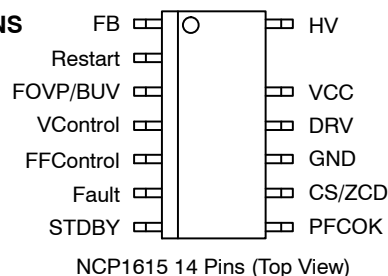 NS
FB
HV
Restart
FOVP/BUV
VCC
VControl
DRV
FFControl
GND
Fault
CS/ZCD
STDBY
PFCOK
NCP1615 14 Pins (Top View)